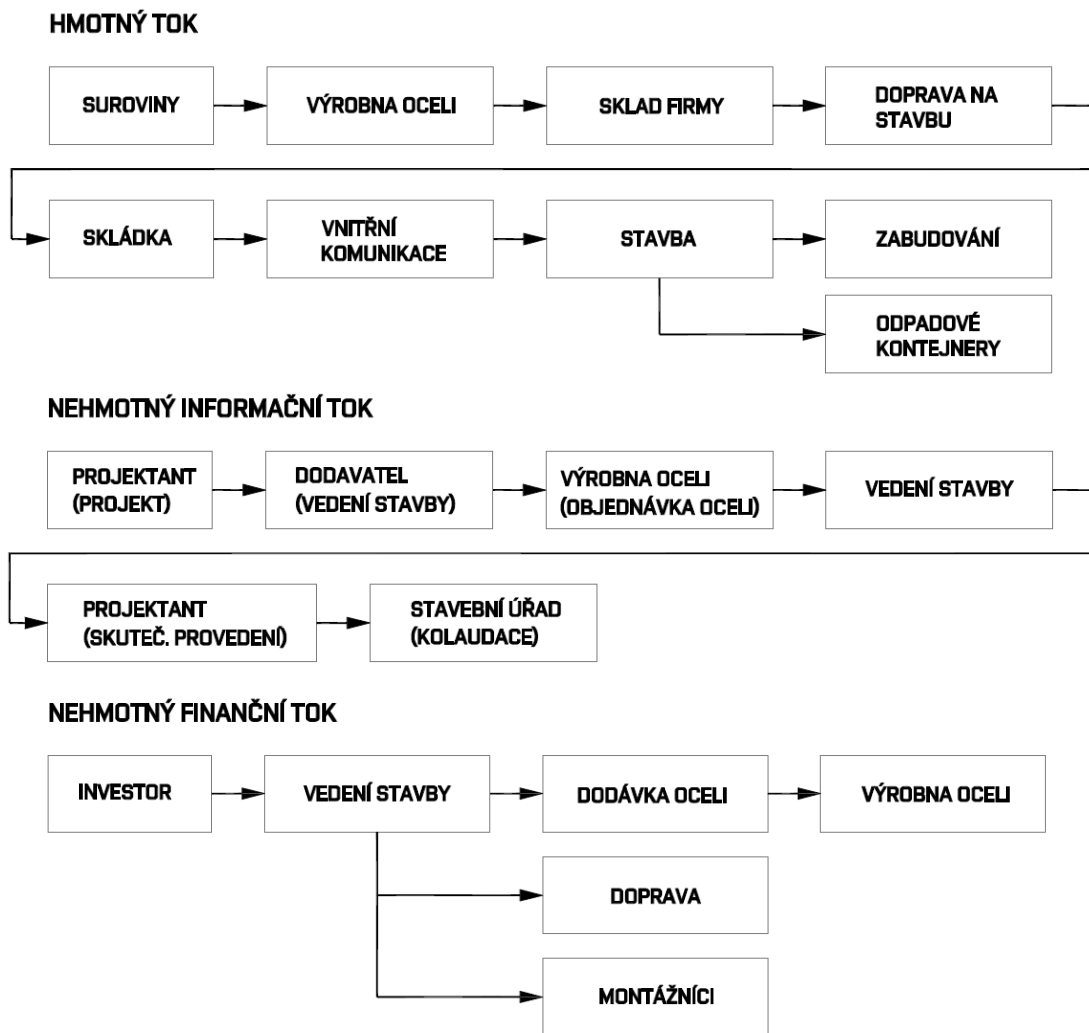 HMOTNÝ TOK
SUROVINY
VÝROBNA OCELI
SKLAD FIRMY
DOPRAVA NA
STAVBU
SKLÁDKA
VNITŘNÍ
KOMUNIKACE
STAVBA
ZABUDOVÁNÍ
ODPADOVÉ
KONTEJNERY
NEHMOTNÝ INFORMAČNÍ TOK
PROJEKTANT
(PROJEKT)
DODAVATEL
(VEDENÍ STAVBY)
VÝROBNA OCELI
(OBJEDNÁVKA OCELI)
VEDENÍ STAVBY
PROJEKTANT
(SKUTEČ. PROVEDENÍ)
STAVEBNÍ ÚŘAD
(KOLAUDACE)
NEHMOTNÝ FINANČNÍ TOK
INVESTOR
VEDENÍ STAVBY
DODÁVKA OCELI
VÝROBNA OCELI
DOPRAVA
MONTÁŽNÍCI